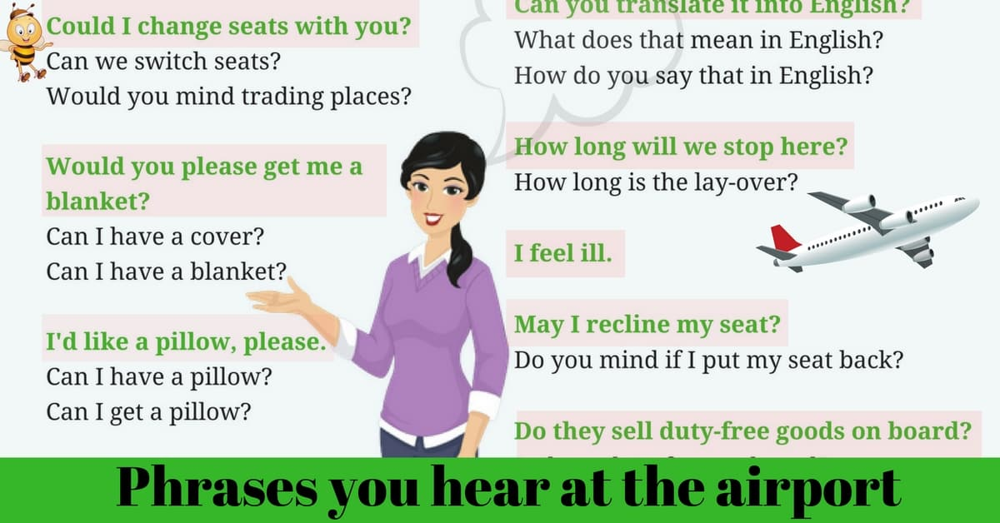 Could I change seats with you?
Can we switch seats?
Would you mind trading places?
Would you please get me a
blanket?
Can I have a cover?
Can I have a blanket?
I'd like a pillow, please.
Can I have a pillow?
Can I get a pillow?
Can you translate it into English?
What does that mean in English?
How do you say that in English?
How long will we stop here?
How long is the lay-over?
I feel ill.
May I recline my seat?
Do you mind if I put my seat back?
Do they sell duty-free goods on board?
Phrases you hear at the airport